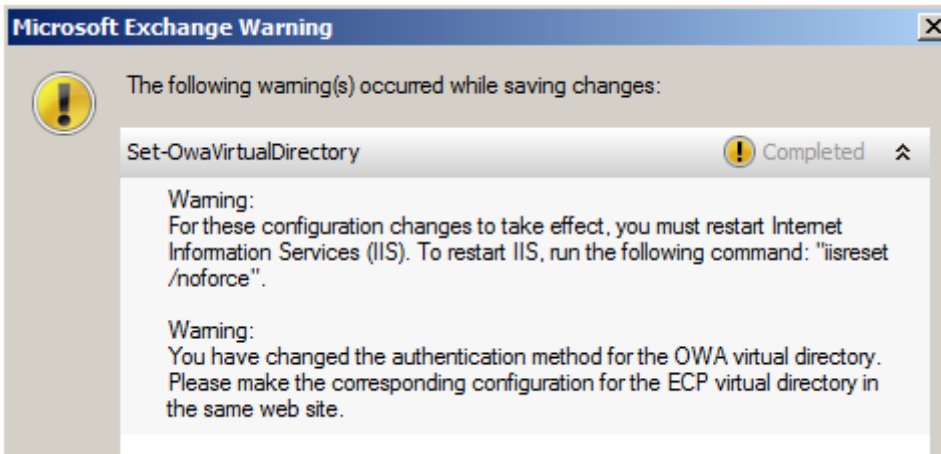 Microsoft Exchange Warning
The following warning(s) occurred while saving changes:
Set-OwaVirtualDirectory Completed
Warning:
For these configuration changes to take effect, you must restart Internet
Information Services (IIS). To restart IIS, run the following command: "iisreset
/noforce".
Warning:
You have changed the authentication method for the OWA virtual directory.
Please make the corresponding configuration for the ECP virtual directory in
the same web site.